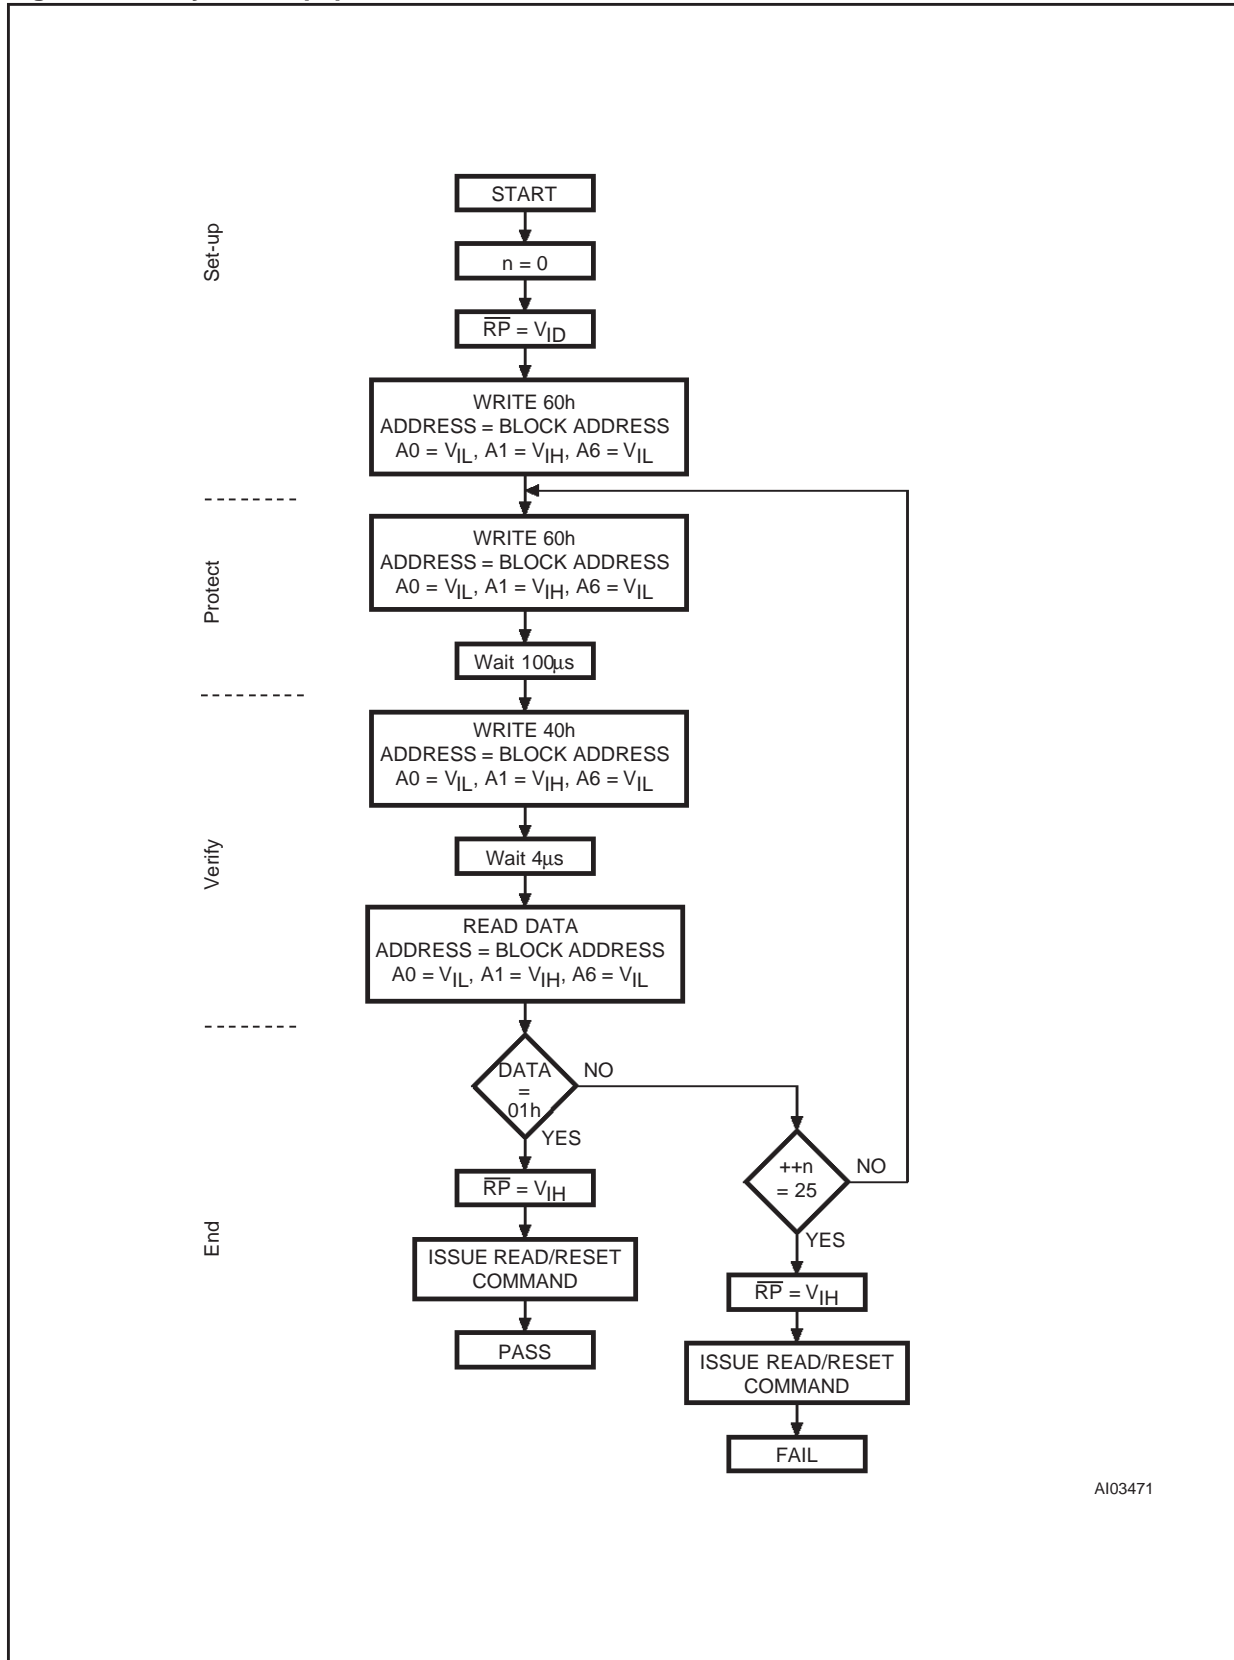 START
Set-up
n = 0
RP = VID
WRITE 60h
ADDRESS = BLOCK ADDRESS
A0 = VIL, A1 = VIH, A6 = VIL
WRITE 60h
ADDRESS = BLOCK ADDRESS
A0 = VIL, A1 = VIH, A6 = VIL
Protect
Wait 100µs
WRITE 40h
ADDRESS = BLOCK ADDRESS
A0 = VIL, A1 = VIH, A6 = VIL
Verify
Wait 4µs
READ DATA
ADDRESS = BLOCK ADDRESS
A0 = VIL, A1 = VIH, A6 = VIL
DATA
=
01h
NO
YES
++n
= 25
NO
YES
End
RP = VIH
ISSUE READ/RESET
COMMAND
PASS
RP = VIH
ISSUE READ/RESET
COMMAND
FAIL
AI03471